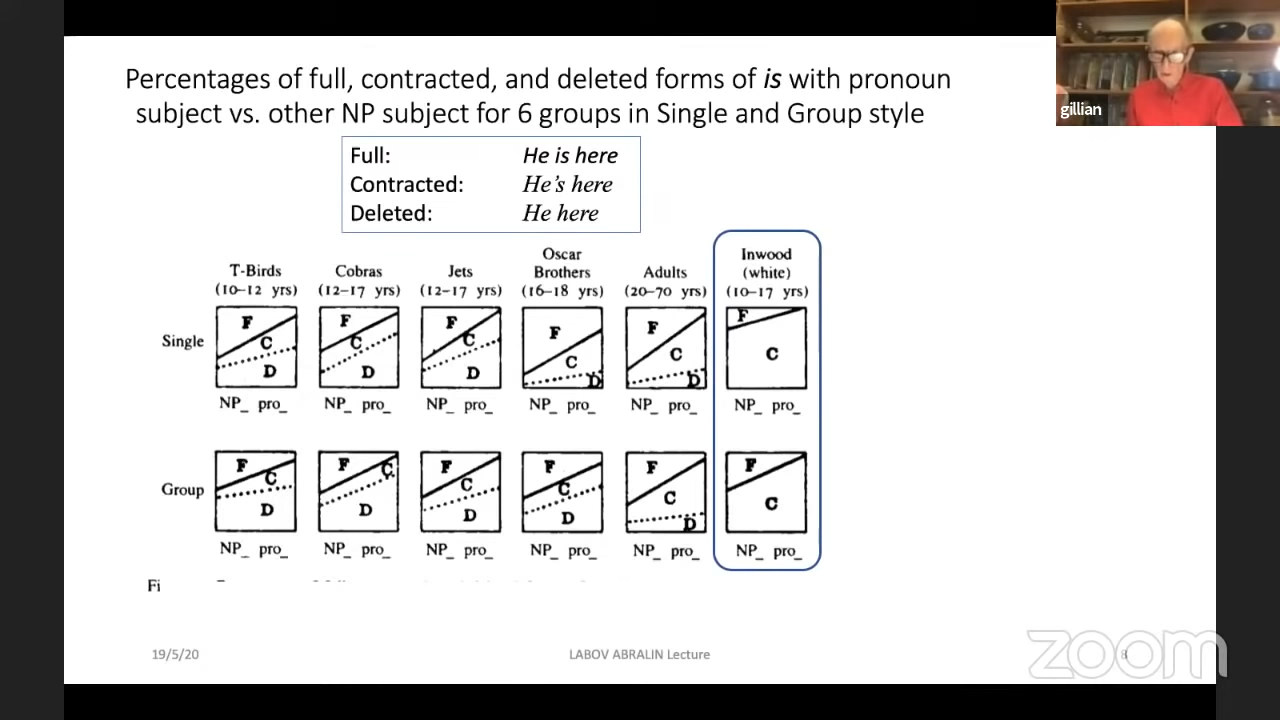 Percentages of full, contracted, and deleted forms of is with pronoun
subject vs. other NP subject for 6 groups in Single and Group style
gillian
Full: He is here
Contracted: He's here
Deleted: He here
T-Birds
(10–12 yrs)
Cobras
(12–17 yrs)
Jets
(12–17 yrs)
Oscar
Brothers
(16–18 yrs)
Adults
(20–70 yrs)
Inwood
(white)
(10–17 yrs)
Single
F C D
F C D
F C D
F C D
F C D
F C
NP_ pro_
NP_ pro_
NP_ pro_
NP_ pro_
NP_ pro_
NP_ pro_
Group
F C D
F C D
F C D
F C D
F C D
F C
NP_ pro_
NP_ pro_
NP_ pro_
NP_ pro_
NP_ pro_
NP_ pro_
Fi
19/5/20
LABOV ABRALIN Lecture
8
zoom